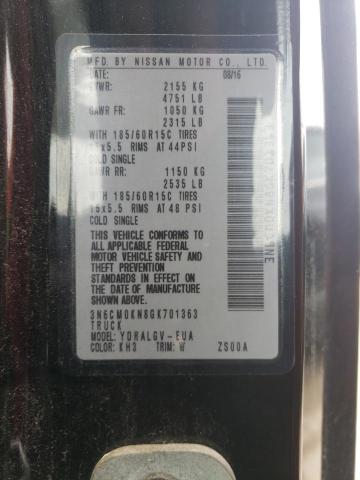 MFD. BY NISSAN MOTOR CO., LTD.
DATE: 08/16
GVWR: 2155 KG
4751 LB
GAWR FR: 1050 KG
2315 LB
WITH 185/60R15C TIRES
15x5.5 RIMS AT 44PSI
COLD SINGLE
GAWR RR: 1150 KG
2535 LB
WITH 185/60R15C TIRES
15x5.5 RIMS AT 48 PSI
COLD SINGLE
THIS VEHICLE CONFORMS TO
ALL APPLICABLE FEDERAL
MOTOR VEHICLE SAFETY
STANDARDS IN EFFECT ON THE
DATE OF MANUFACTURE
SHOWN ABOVE.
3N6CM0KN8GK701363
TRUCK
MODEL: YDRALGV-EUA
COLOR: KH3 TRIM: W ZS00A